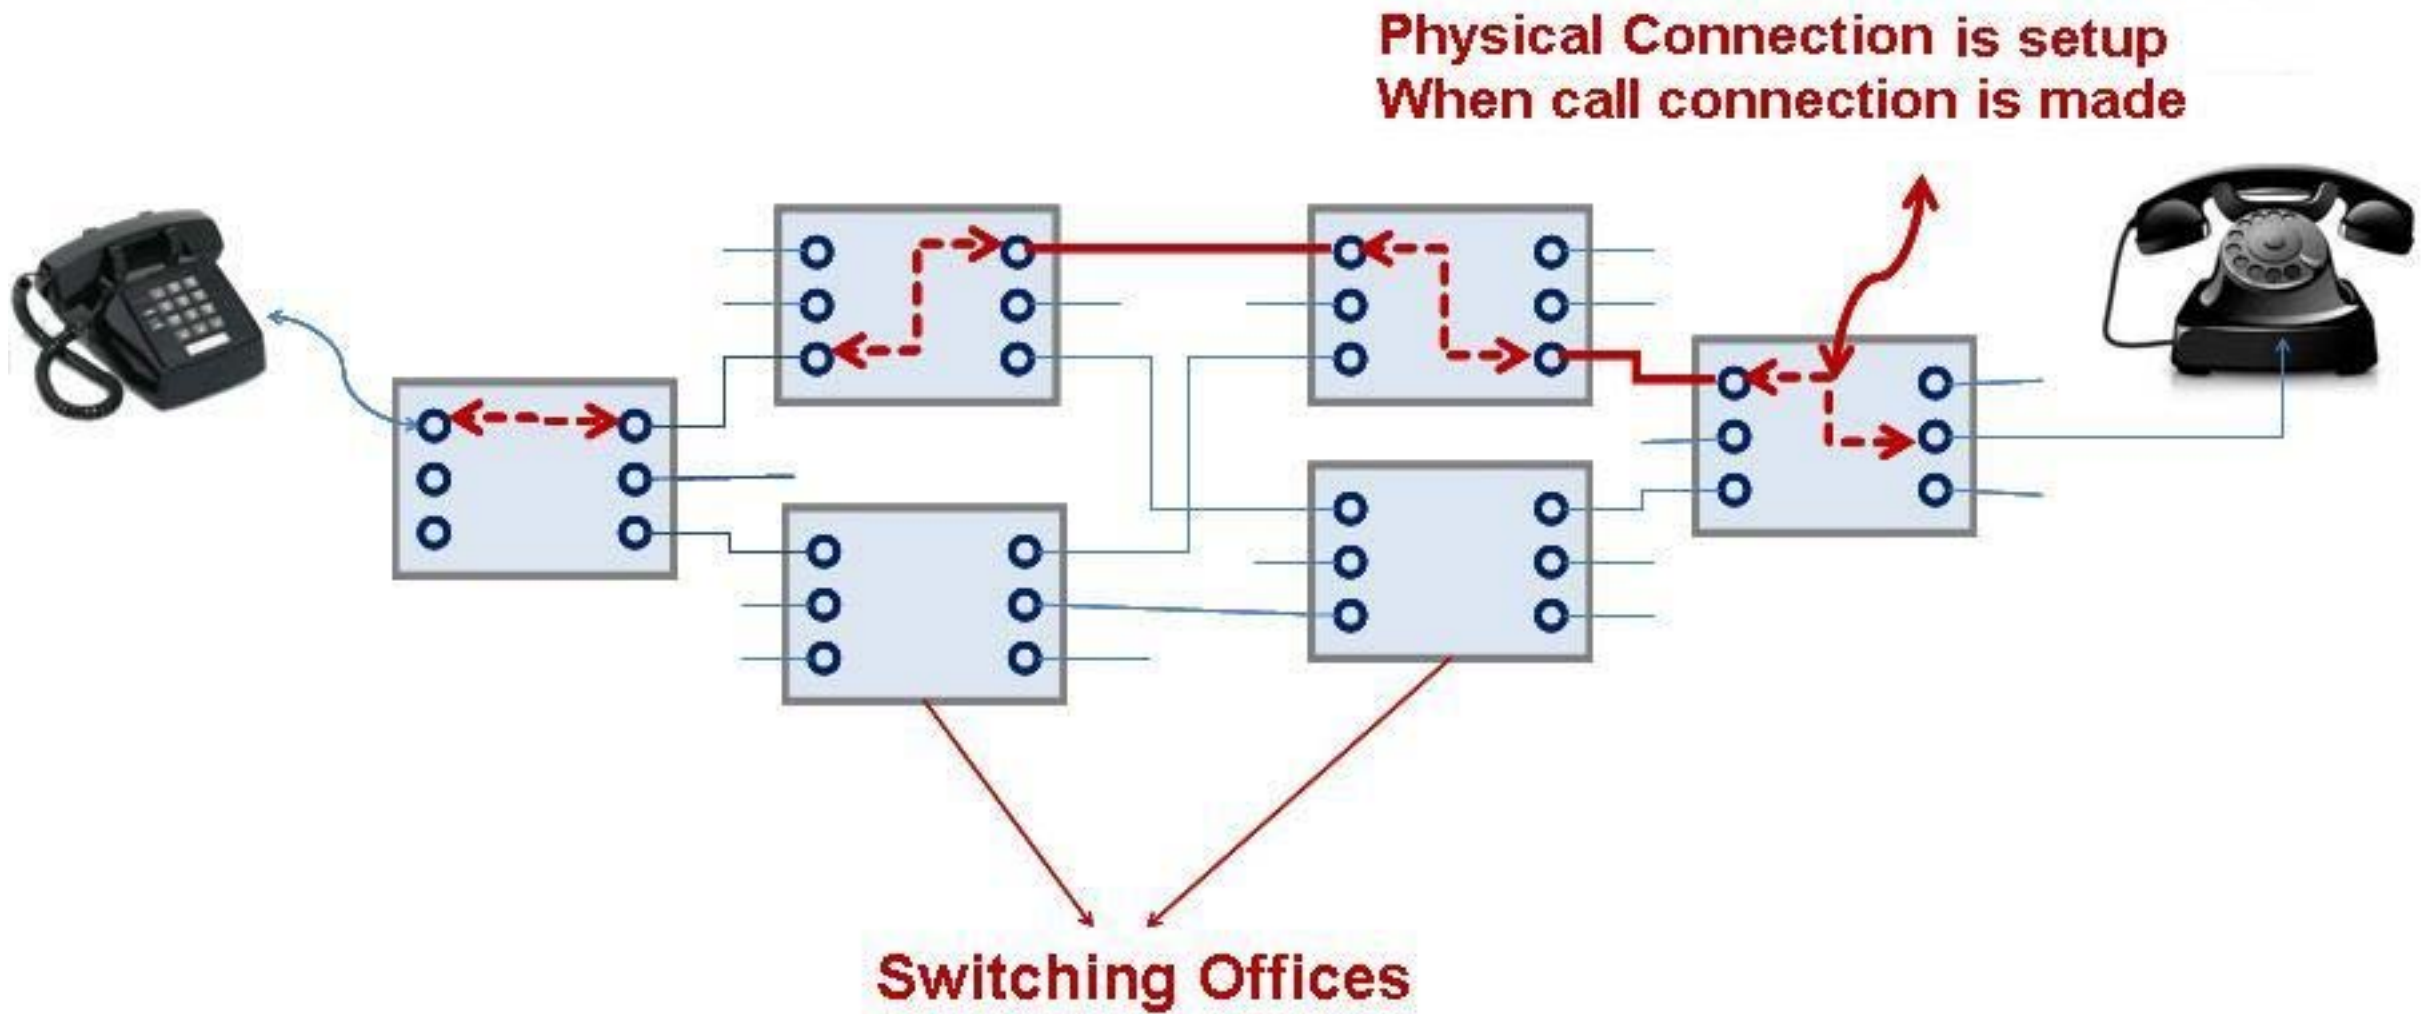 Physical Connection is setup
When call connection is made
Switching Offices